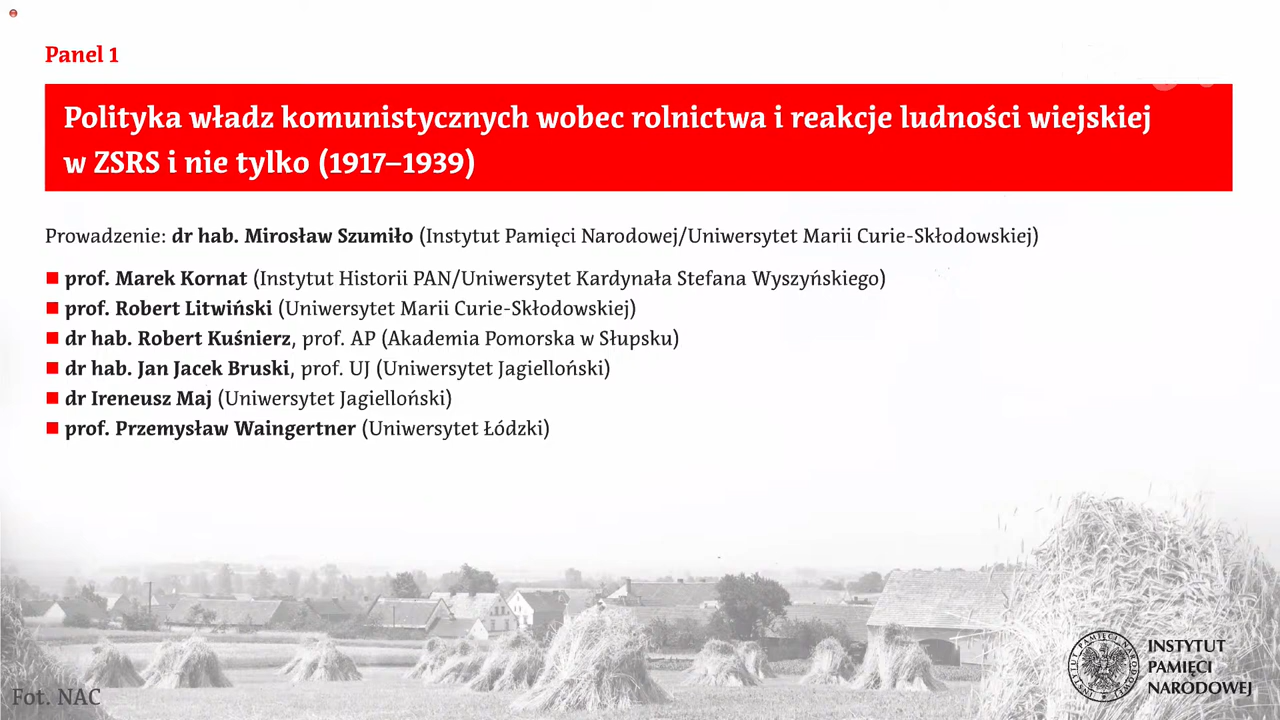 Panel 1
Polityka władz komunistycznych wobec rolnictwa i reakcje ludności wiejskiej
w ZSRS i nie tylko (1917–1939)
Prowadzenie: dr hab. Mirosław Szumiło (Instytut Pamięci Narodowej/Uniwersytet Marii Curie-Skłodowskiej)
prof. Marek Kornat (Instytut Historii PAN/Uniwersytet Kardynała Stefana Wyszyńskiego)
prof. Robert Litwiński (Uniwersytet Marii Curie-Skłodowskiej)
dr hab. Robert Kuśnierz, prof. AP (Akademia Pomorska w Słupsku)
dr hab. Jan Jacek Bruski, prof. UJ (Uniwersytet Jagielloński)
dr Ireneusz Maj (Uniwersytet Jagielloński)
prof. Przemysław Waingertner (Uniwersytet Łódzki)
INSTYTUT
PAMIĘCI
NARODOWEJ
INSTYTUT PAMIĘCI NARODOWEJ
Fot. NAC